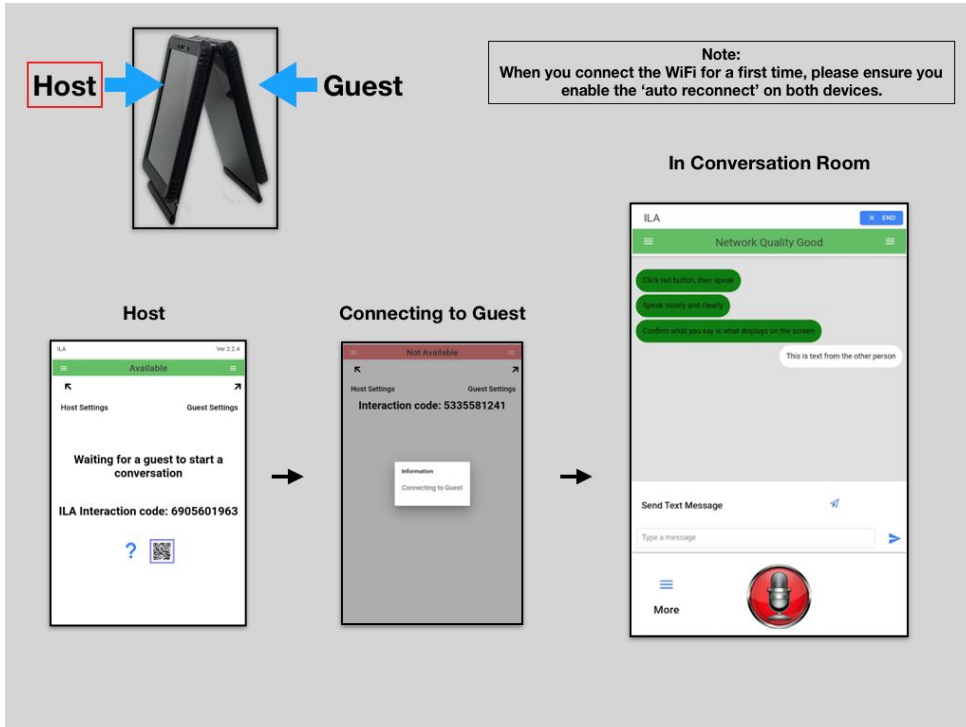 Host
Guest
Note:
When you connect the WiFi for a first time, please ensure you
enable the ‘auto reconnect’ on both devices.
In Conversation Room
ILA
X END
Network Quality Good
Click red button, then speak
Speak slowly and clearly
Confirm what you say is what displays on the screen
This is text from the other person
Send Text Message
Type a message
More
Host
ILA Ver 2.2.4
Available
Host Settings Guest Settings
Waiting for a guest to start a
conversation
ILA Interaction code: 6905601963
?
Connecting to Guest
Not Available
Host Settings Guest Settings
Interaction code: 5335581241
Information
Connecting to Guest